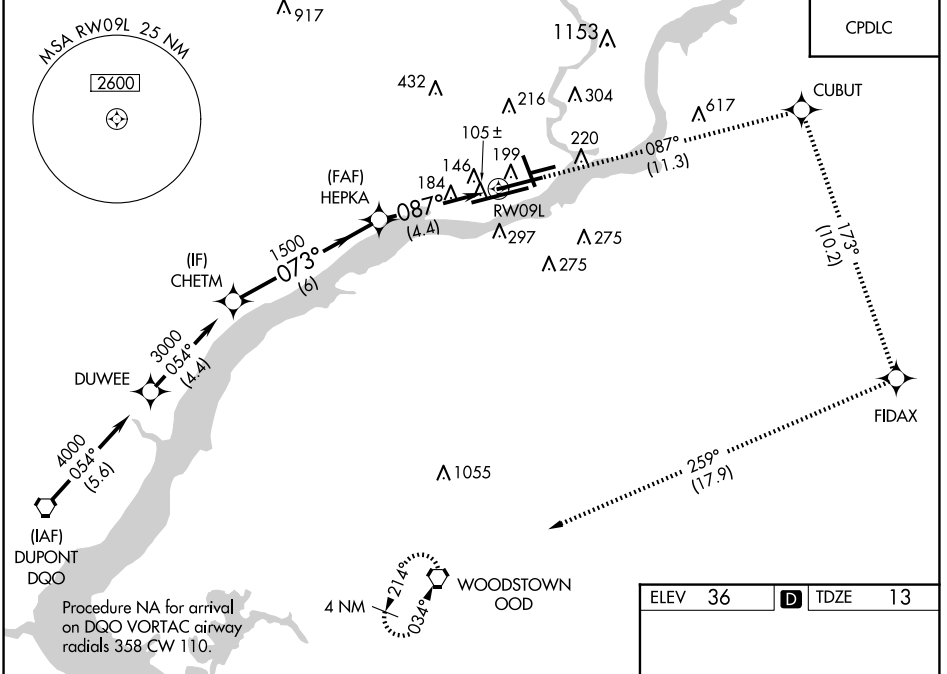 917
MSA RW09L 25 NM
2600
1153
CPDLC
432
216
304
617
CUBUT
105 ±
220
087°
(11.3)
146
199
184
(FAF)
HEPKA
087°
(4.4)
RW09L
297
275
275
173°
(10.2)
(IF)
CHETM
1500
073°
(6)
DUWEE
3000
054°
(4.4)
FIDAX
4000
054°
(5.6)
1055
259°
(17.9)
(IAF)
DUPONT
DQO
Procedure NA for arrival
on DQO VORTAC airway
radials 358 CW 110.
4 NM
214°
034°
WOODSTOWN
OOD
ELEV 36 D TDZE 13